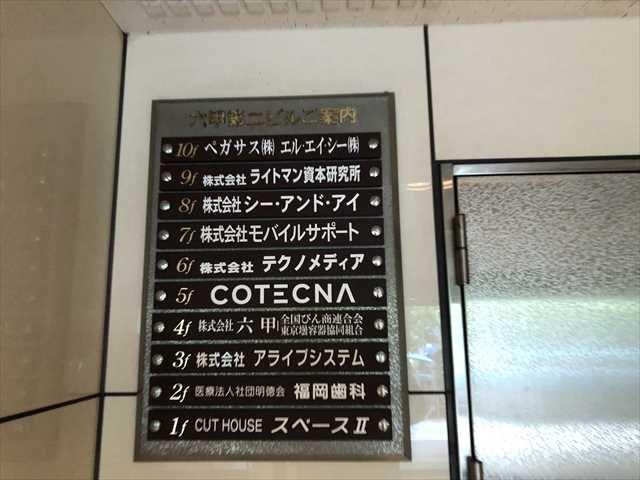 六甲第二ビルご案内
10f ペガサス㈱ エル・エイ・シー㈱
9f 株式会社 ライトマン資本研究所
8f 株式会社 シー・アンド・アイ
7f 株式会社 モバイルサポート
6f 株式会社 テクノメディア
5f COTECNA
4f 株式会社 六甲 全国びん商連合会
東京壜容器協同組合
3f 株式会社 アライブシステム
2f 医療法人社団明徳会 福岡歯科
1f CUT HOUSE スペースⅡ